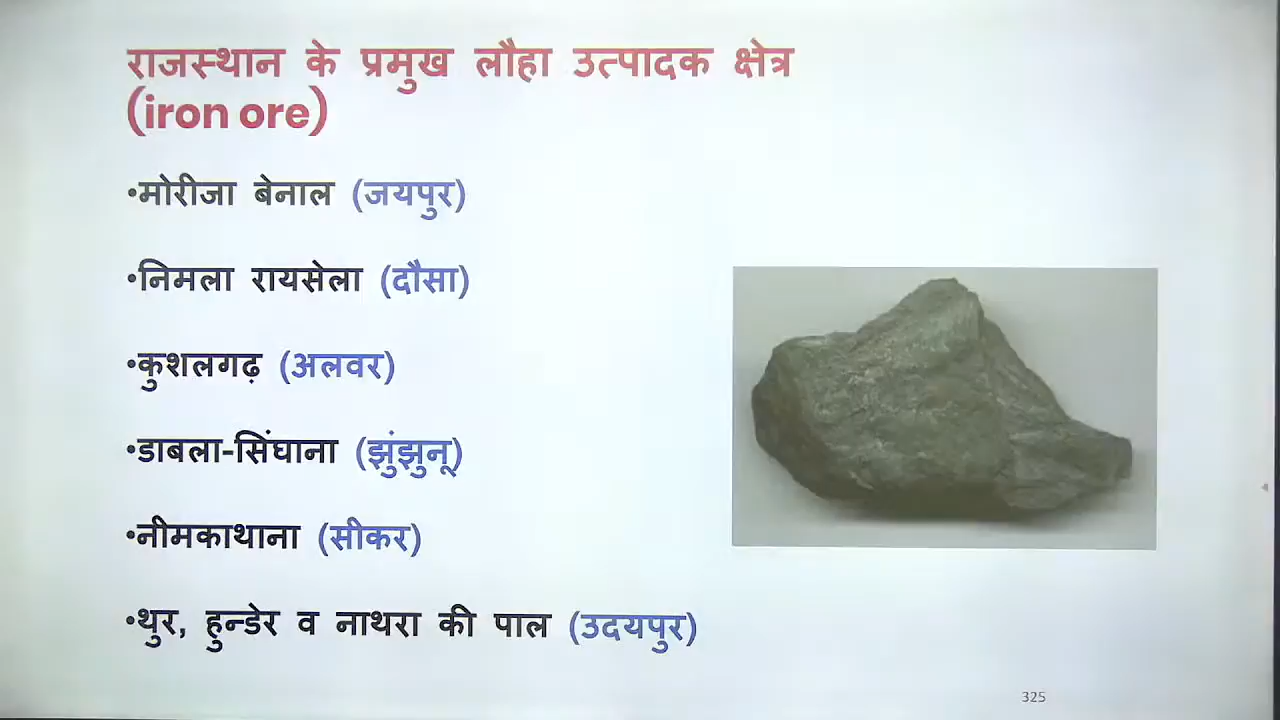 राजस्थान के प्रमुख लौहा उत्पादक क्षेत्र
(iron ore)
•मोरीजा बेनाल (जयपुर)
•निमला रायसेला (दौसा)
•कुशलगढ़ (अलवर)
•डाबला-सिंघाना (झुंझुनू)
•नीमकाथाना (सीकर)
•थुर, हुन्डेर व नाथरा की पाल (उदयपुर)
325